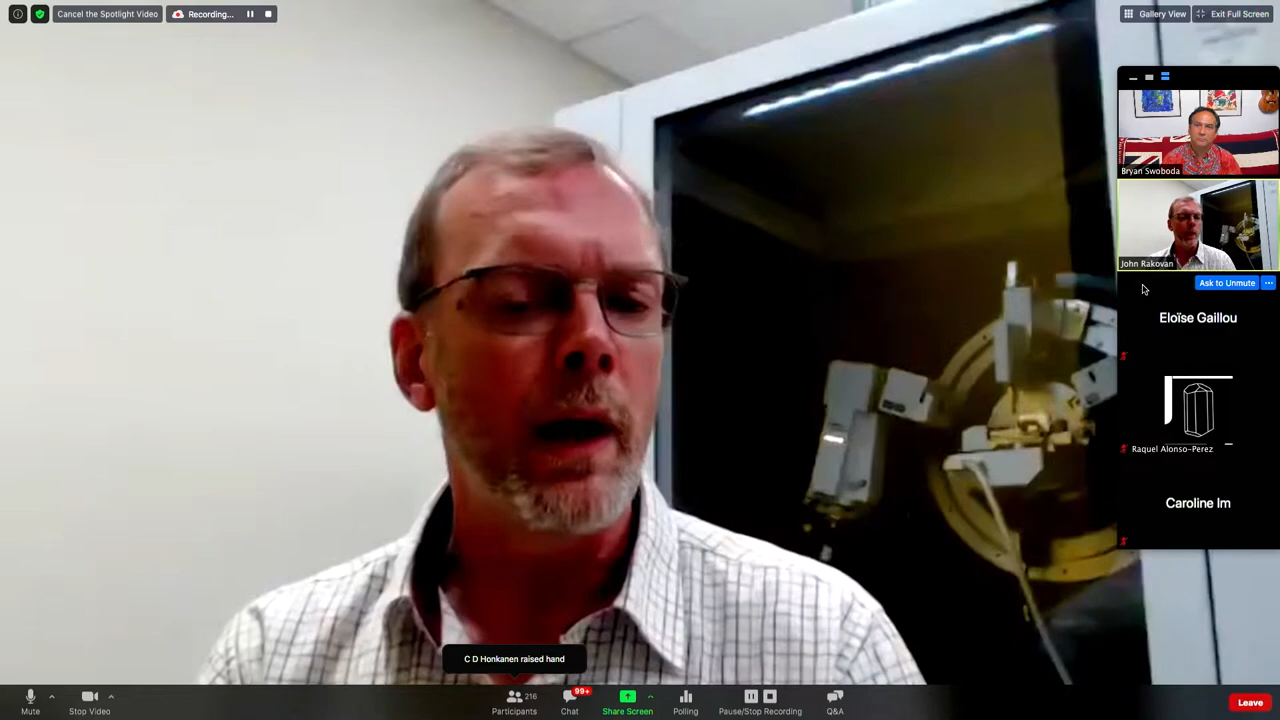 Cancel the Spotlight Video
Recording...
Gallery View
Exit Full Screen
Bryan Swoboda
John Rakovan
Ask to Unmute
Eloïse Gaillou
Raquel Alonso-Perez
Caroline Im
C D Honkanen raised hand
Mute
Stop Video
216
Participants
99+
Chat
Share Screen
Polling
Pause/Stop Recording
Q&A
Leave